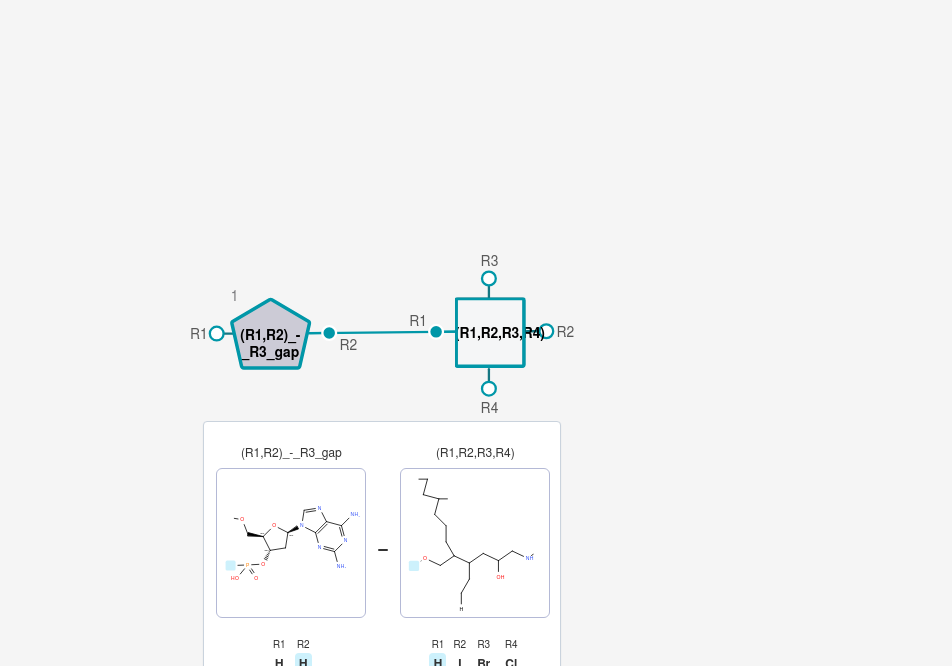 R3
1
R1
(R1,R2)_-
_R3_gap
R2
R1
(R1,R2,R3,R4)
R2
R4
(R1,R2)_-_R3_gap
(R1,R2,R3,R4)
O
O
N
N
N
N
NH
NH
P
O
O
HO
O
OH
NH
H
R1 R2
R1 R2 R3 R4
H H
H I Br Cl